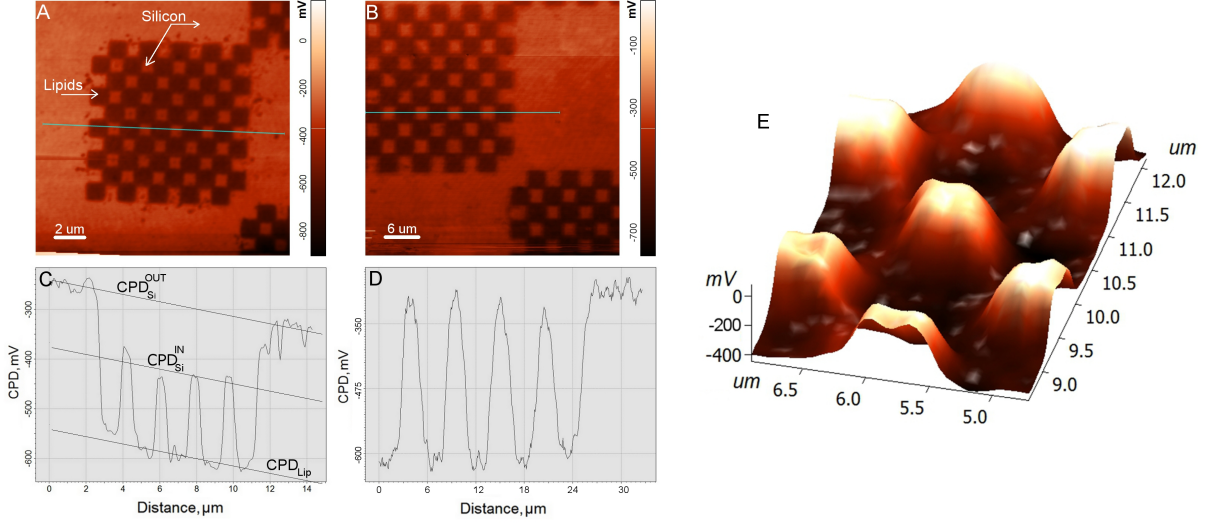 A
Silicon
Lipids
2 um
mV
0
-200
-400
-600
-800
B
6 um
mV
-100
-300
-500
-700
C
CPD OUT Si
CPD IN Si
CPD Lip
CPD, mV
-300
-400
-500
-600
0 2 4 6 8 10 12 14
Distance, μm
D
CPD, mV
-350
-475
-600
0 6 12 18 24 30
Distance, μm
E
um
12.0
11.5
11.0
10.5
10.0
9.5
9.0
mV
0
-200
-400
um 6.5 6.0 5.5 5.0